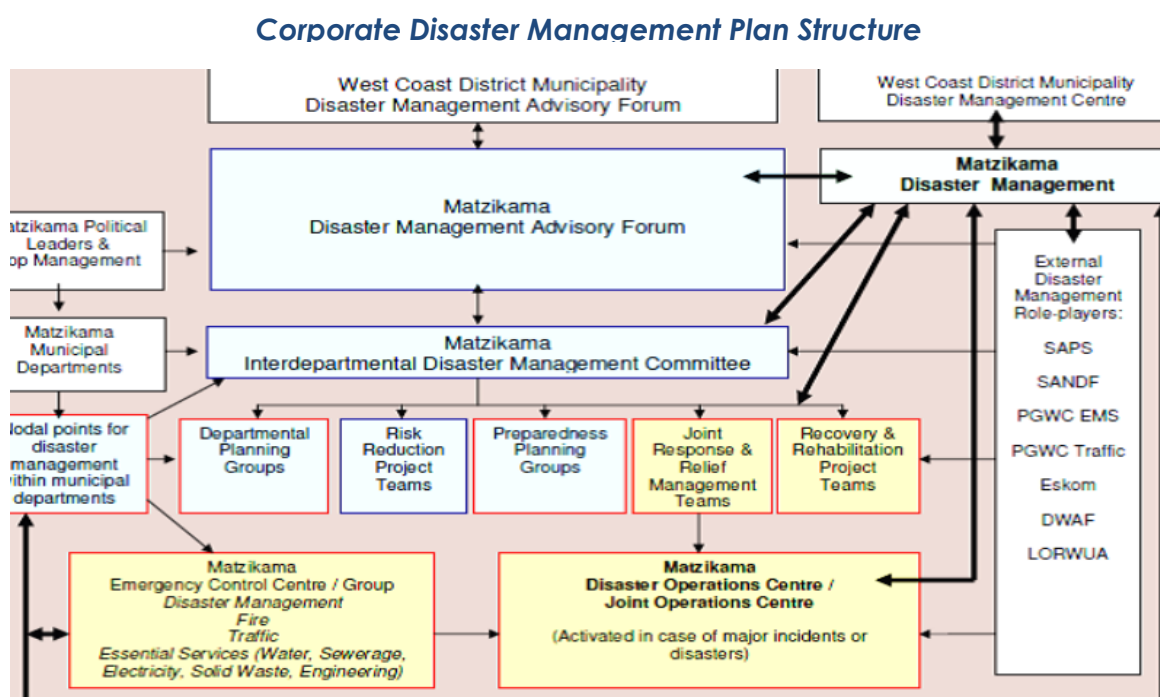 Corporate Disaster Management Plan Structure
West Coast District Municipality
Disaster Management Advisory Forum
West Coast District Municipality
Disaster Management Centre
Matzikama
Disaster Management Advisory Forum
Matzikama
Disaster Management
atzikama Political
Leaders &
op Management
Matzikama
Municipal
Departments
Matzikama
Interdepartmental Disaster Management Committee
External
Disaster
Management
Role-players:
SAPS
SANDF
PGWC EMS
PGWC Traffic
Eskom
DWAF
LORWUA
Nodal points for
disaster
management
within municipal
departments
Departmental
Planning
Groups
Risk
Reduction
Project
Teams
Preparedness
Planning
Groups
Joint
Response &
Relief
Management
Teams
Recovery &
Rehabilitation
Project
Teams
Matzikama
Emergency Control Centre / Group
Disaster Management
Fire
Traffic
Essential Services (Water, Sewerage,
Electricity, Solid Waste, Engineering)
Matzikama
Disaster Operations Centre /
Joint Operations Centre
(Activated in case of major incidents or
disasters)